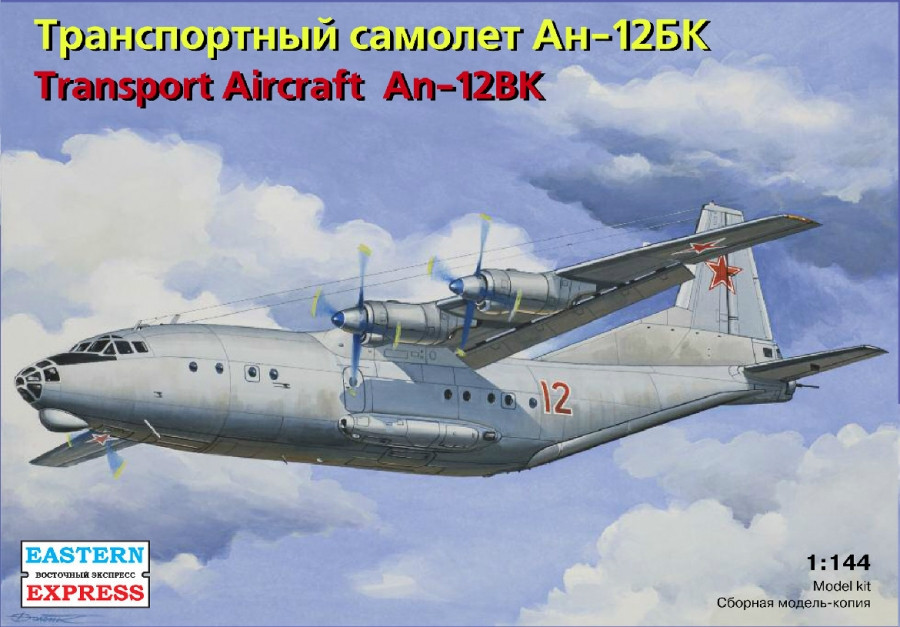 Транспортный самолет Ан-12БК
Transport Aircraft An-12BK
12
EASTERN
ВОСТОЧНЫЙ ЭКСПРЕСС
EXPRESS
1:144
Model kit
Сборная модель-копия